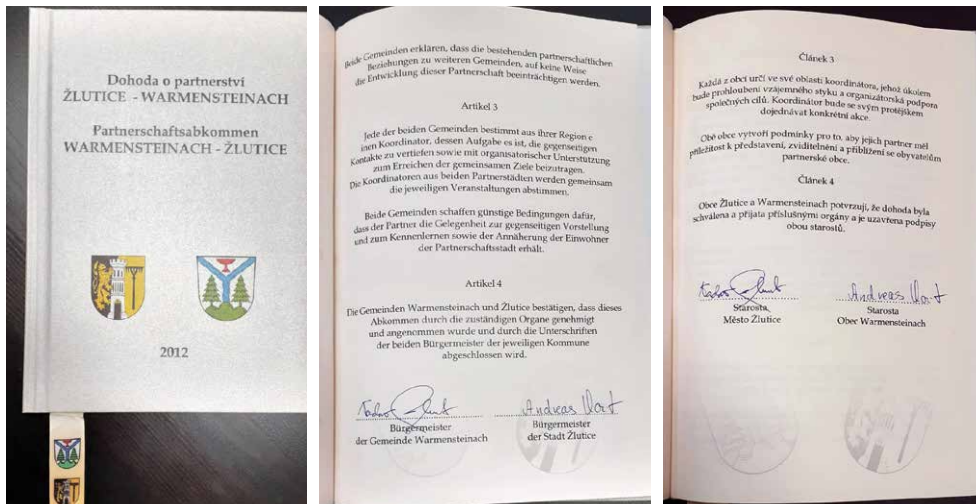 Dohoda o partnerství
ŽLUTICE - WARMENSTEINACH
Partnerschaftsabkommen
WARMENSTEINACH - ŽLUTICE
2012
Beide Gemeinden erklären, dass die bestehenden partnerschaftlichen
Beziehungen zu weiteren Gemeinden, auf keine Weise
die Entwicklung dieser Partnerschaft beeinträchtigen werden.
Artikel 3
Jede der beiden Gemeinden bestimmt aus ihrer Region e
inen Koordinator, dessen Aufgabe es ist, die gegenseitigen
Kontakte zu vertiefen sowie mit organisatorischer Unterstützung
zum Erreichen der gemeinsamen Ziele beizutragen.
Die Koordinatoren aus beiden Partnerstädten werden gemeinsam
die jeweiligen Veranstaltungen abstimmen.
Beide Gemeinden schaffen günstige Bedingungen dafür,
dass der Partner die Gelegenheit zur gegenseitigen Vorstellung
und zum Kennenlernen sowie der Annäherung der Einwohner
der Partnerschaftsstadt erhält.
Artikel 4
Die Gemeinden Warmensteinach und Žlutice bestätigen, dass dieses
Abkommen durch die zuständigen Organe genehmigt
und angenommen wurde und durch die Unterschriften
der beiden Bürgermeister der jeweiligen Kommune
abgeschlossen wird.
Andreas
Bürgermeister
der Gemeinde Warmensteinach
Bürgermeister
der Stadt Žlutice
Článek 3
Každá z obcí určí ve své oblasti koordinátora, jehož úkolem
bude prohloubení vzájemného styku a organizátorská podpora
společných cílů. Koordinátor bude se svým protějškem
dojednávat konkrétní akce.
Obě obce vytvoří podmínky pro to, aby jejich partner měl
příležitost k představení, zviditelnění a přiblížení se obyvatelům
partnerské obce.
Článek 4
Obce Žlutice a Warmensteinach potvrzují, že dohoda byla
schválena a přijata příslušnými orgány a je uzavřena podpisy
obou starostů.
Andreas
Starosta
Město Žlutice
Starosta
Obec Warmensteinach